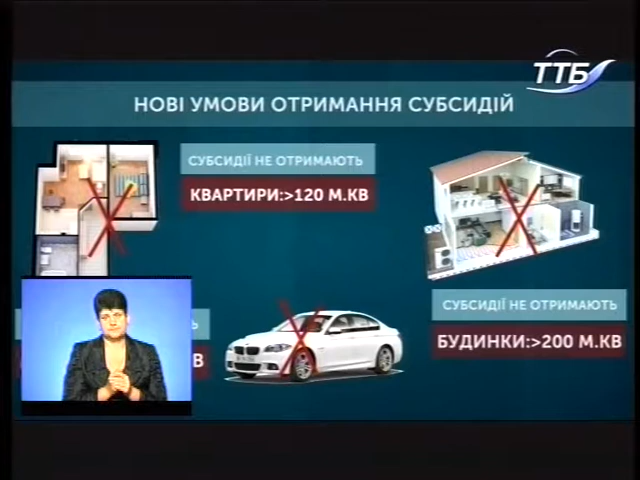 ТТБ
НОВІ УМОВИ ОТРИМАННЯ СУБСИДІЙ
СУБСИДІЇ НЕ ОТРИМАЮТЬ
КВАРТИРИ:>120 М.КВ
СУБСИДІЇ НЕ ОТРИМАЮТЬ
БУДИНКИ:>200 М.КВ